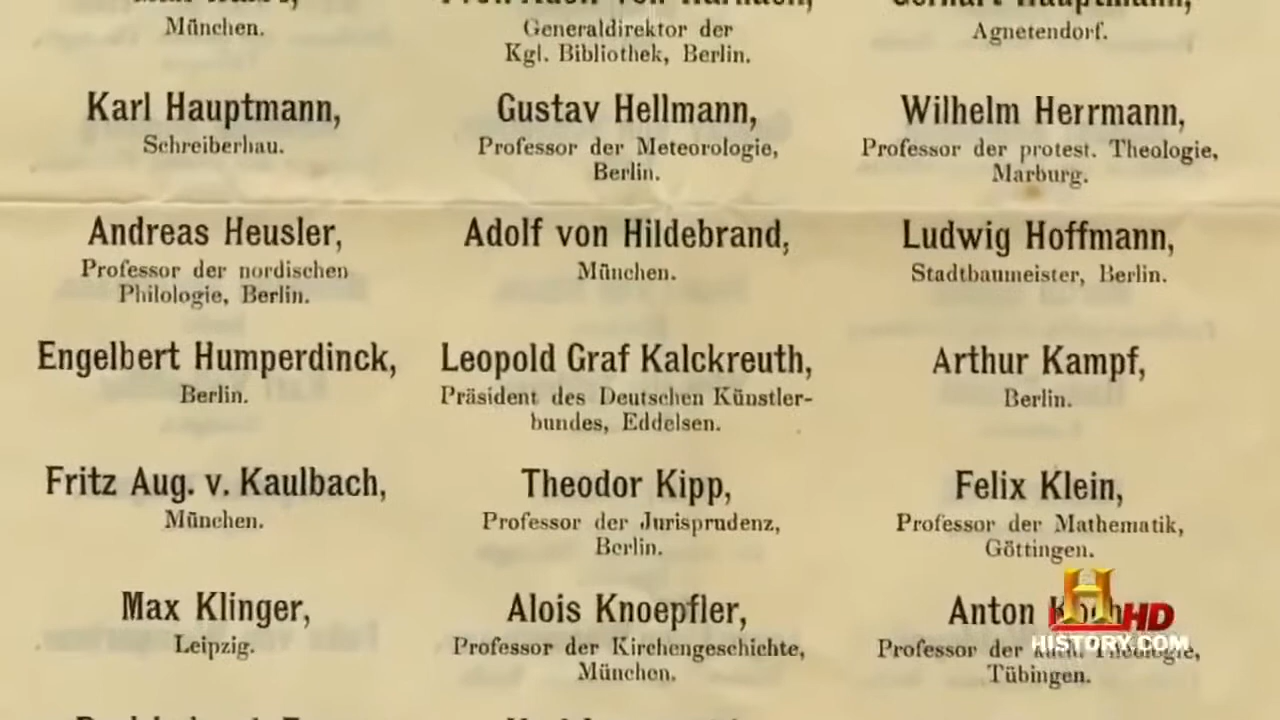 München.
Generaldirektor der
Kgl. Bibliothek, Berlin.
Agnetendorf.
Karl Hauptmann,
Schreiberhau.
Gustav Hellmann,
Professor der Meteorologie,
Berlin.
Wilhelm Herrmann,
Professor der protest. Theologie,
Marburg.
Andreas Heusler,
Professor der nordischen
Philologie, Berlin.
Adolf von Hildebrand,
München.
Ludwig Hoffmann,
Stadtbaumeister, Berlin.
Engelbert Humperdinck,
Berlin.
Leopold Graf Kalckreuth,
Präsident des Deutschen Künstler-
bundes, Eddelsen.
Arthur Kampf,
Berlin.
Fritz Aug. v. Kaulbach,
München.
Theodor Kipp,
Professor der Jurisprudenz,
Berlin.
Felix Klein,
Professor der Mathematik,
Göttingen.
Max Klinger,
Leipzig.
Alois Knoepfler,
Professor der Kirchengeschichte,
München.
Anton Koch,
Professor der kath. Theologie,
Tübingen.
H HD
HISTORY.COM